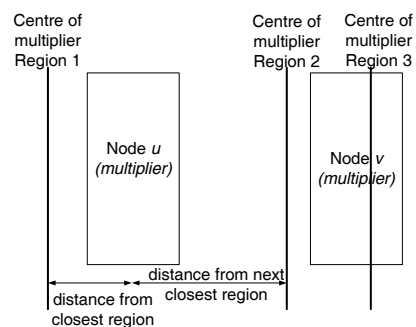 Centre of
multiplier
Region 1
Centre of
multiplier
Region 2
Centre of
multiplier
Region 3
Node u
(multiplier)
Node v
(multiplier)
distance from next
closest region
distance from
closest region